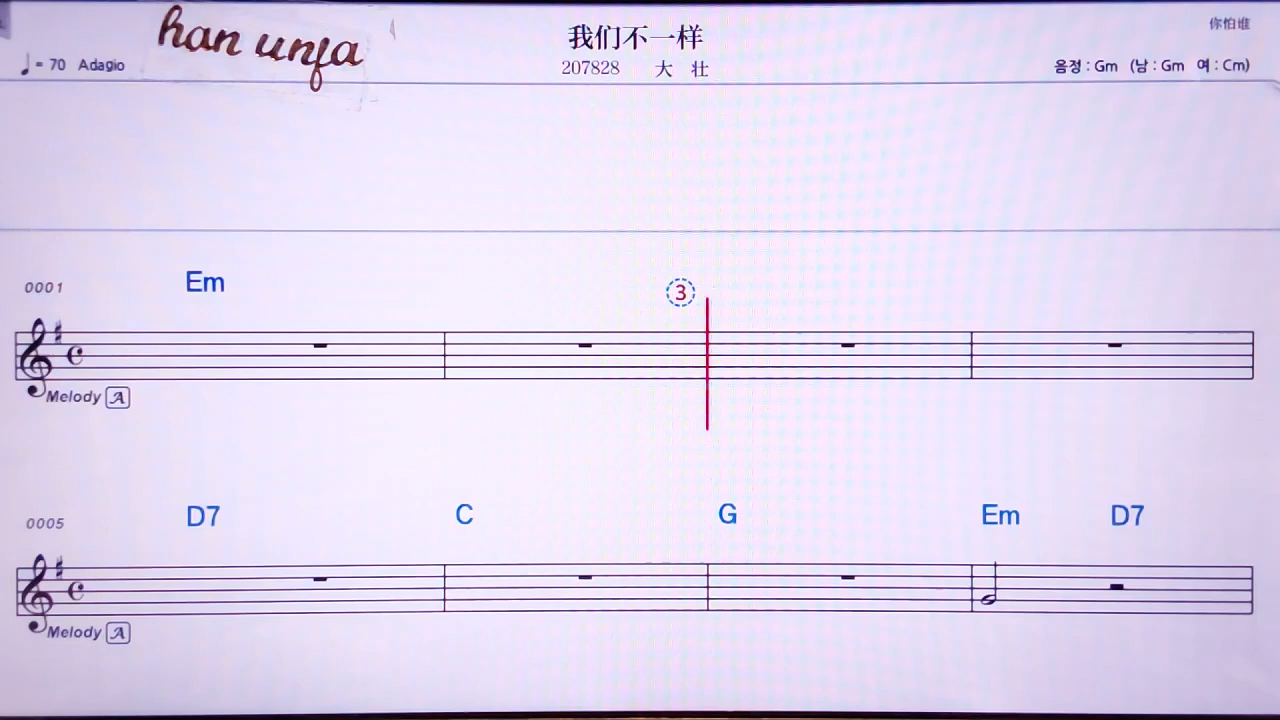 han unja
我们不一样
你怕谁
♩= 70 Adagio
207828 大 壮
음정 : Gm (남 : Gm 여 : Cm)
0001 Em ③
Melody A
0005 D7 C G Em D7
Melody A